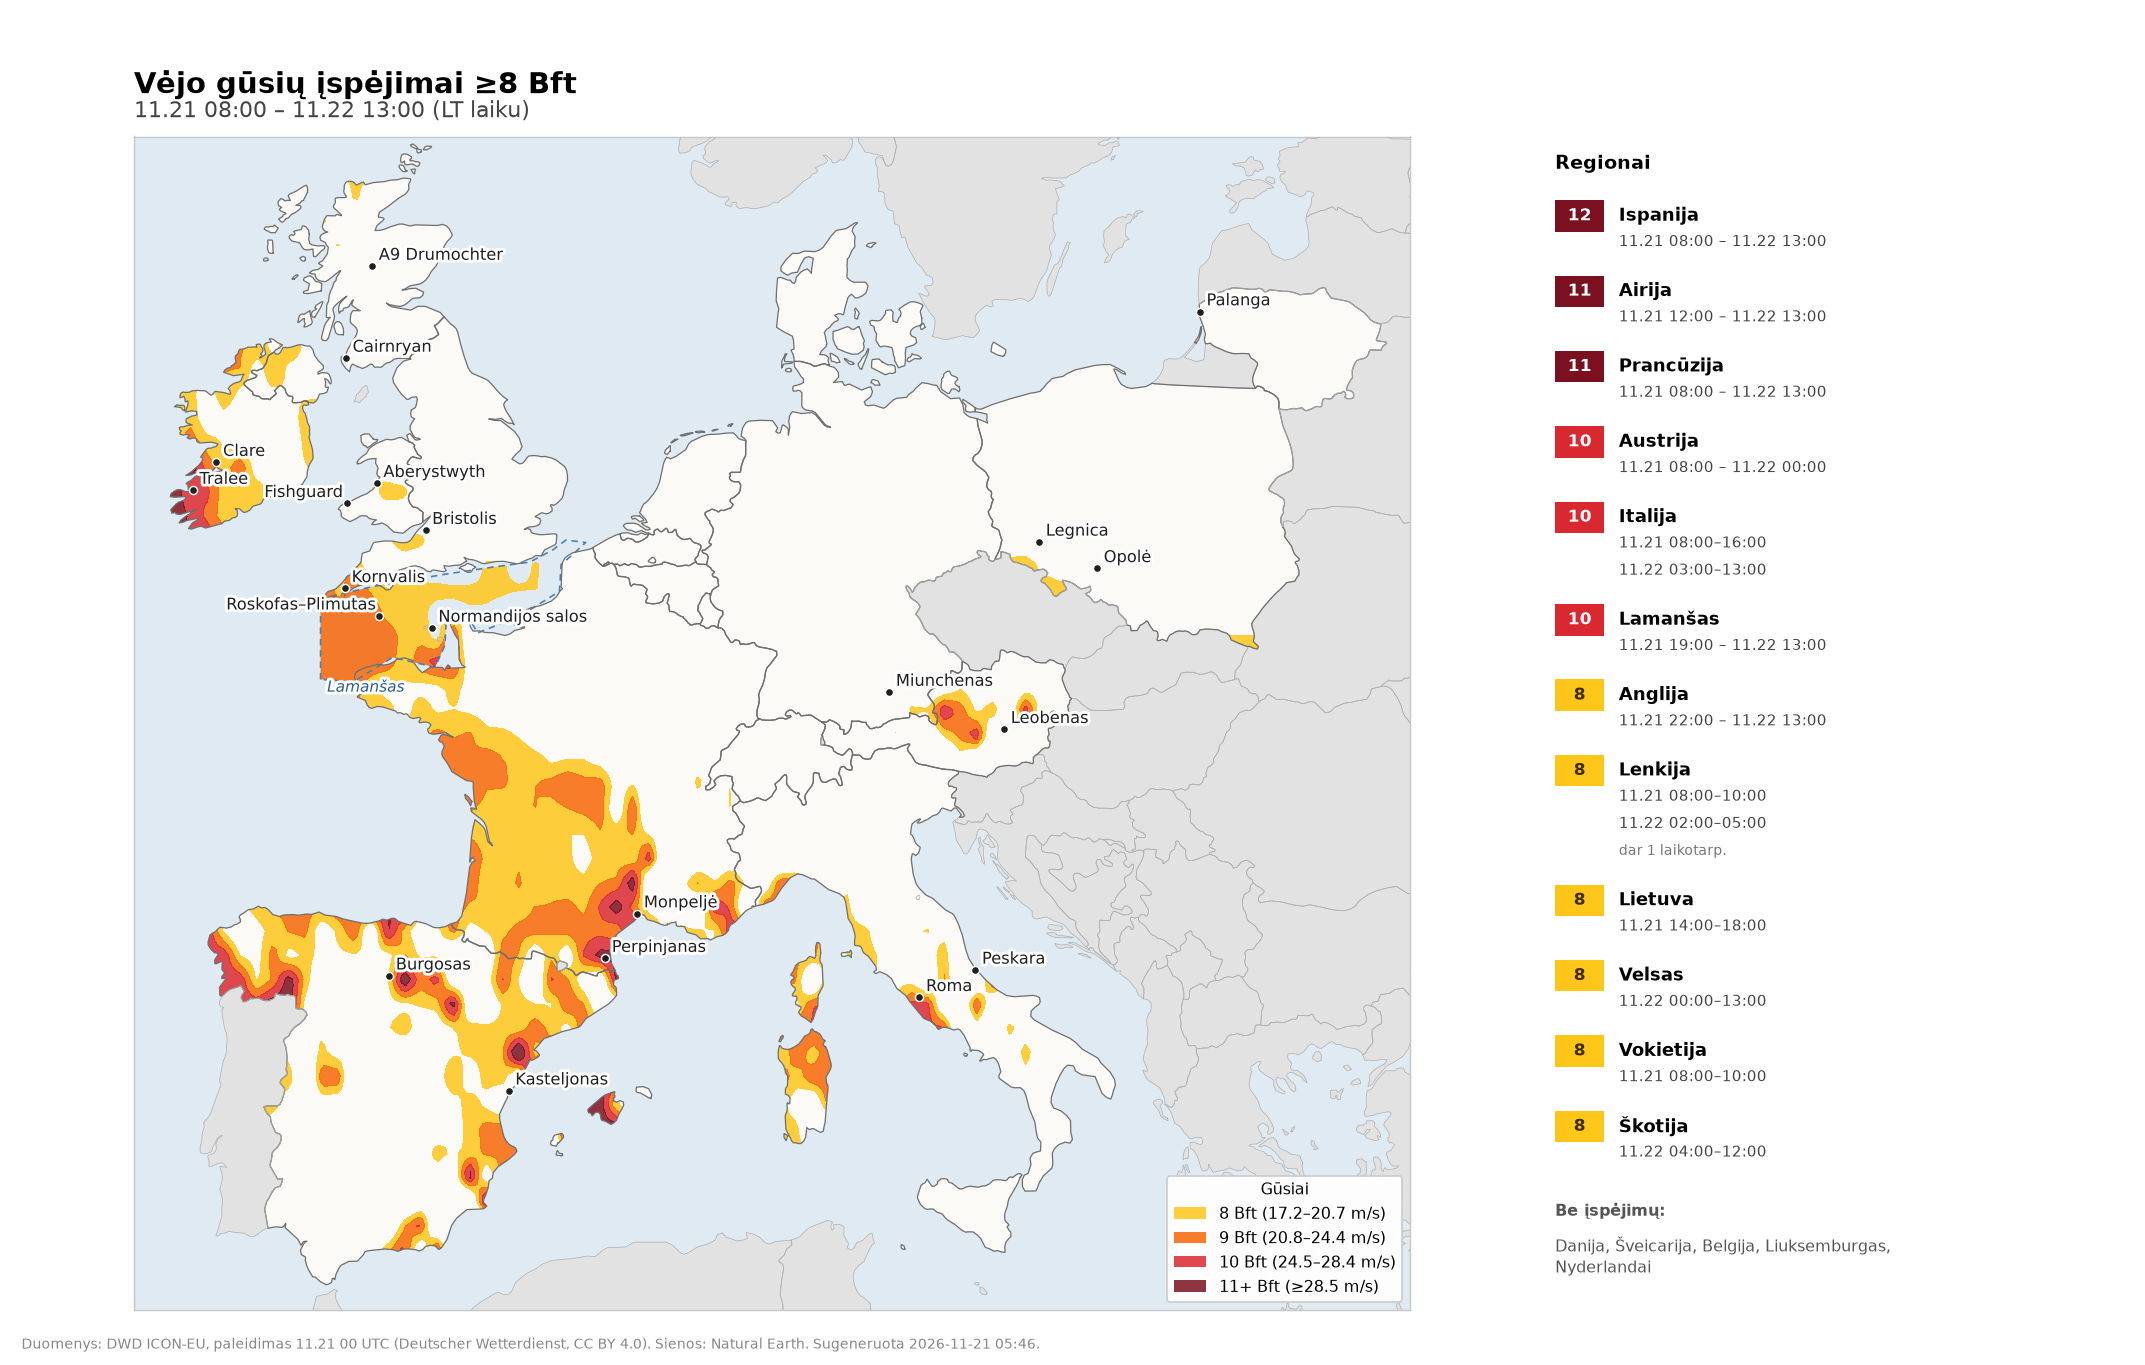 Vėjo gūsių įspėjimai ≥8 Bft
11.21 08:00 – 11.22 13:00 (LT laiku)
A9 Drumochter
Palanga
Cairnryan
Clare
Aberystwyth
Tralee
Fishguard
Bristolis
Legnica
Opolė
Kornvalis
Roskofas–Plimutas
Normandijos salos
Lamanšas
Miunchenas
Leobenas
Monpeljė
Perpinjanas
Burgosas
Peskara
Roma
Kasteljonas
Gūsiai
8 Bft (17.2–20.7 m/s)
9 Bft (20.8–24.4 m/s)
10 Bft (24.5–28.4 m/s)
11+ Bft (≥28.5 m/s)
Regionai
12 Ispanija
11.21 08:00 – 11.22 13:00
11 Airija
11.21 12:00 – 11.22 13:00
11 Prancūzija
11.21 08:00 – 11.22 13:00
10 Austrija
11.21 08:00 – 11.22 00:00
10 Italija
11.21 08:00–16:00
11.22 03:00–13:00
10 Lamanšas
11.21 19:00 – 11.22 13:00
8 Anglija
11.21 22:00 – 11.22 13:00
8 Lenkija
11.21 08:00–10:00
11.22 02:00–05:00
dar 1 laikotarp.
8 Lietuva
11.21 14:00–18:00
8 Velsas
11.22 00:00–13:00
8 Vokietija
11.21 08:00–10:00
8 Škotija
11.22 04:00–12:00
Be įspėjimų:
Danija, Šveicarija, Belgija, Liuksemburgas,
Nyderlandai
Duomenys: DWD ICON-EU, paleidimas 11.21 00 UTC (Deutscher Wetterdienst, CC BY 4.0). Sienos: Natural Earth. Sugeneruota 2026-11-21 05:46.